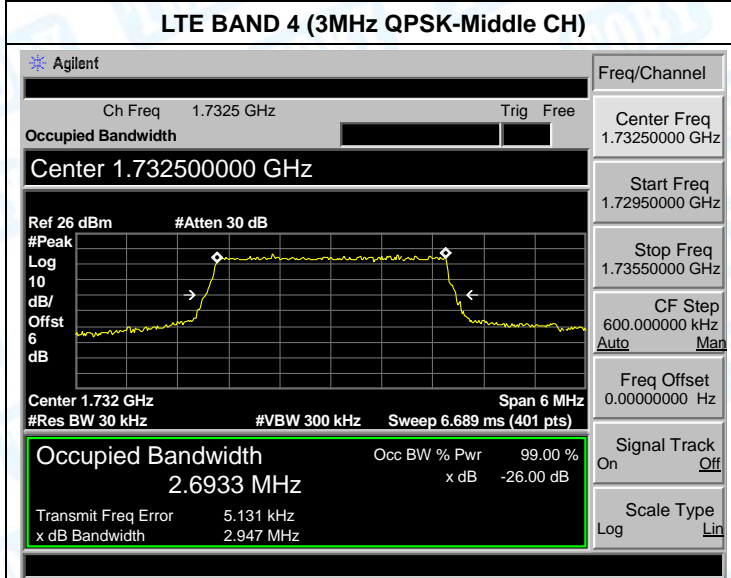 LTE BAND 4 (3MHz QPSK-Middle CH)
Agilent
Freq/Channel
Ch Freq 1.7325 GHz Trig Free
Occupied Bandwidth
Center 1.732500000 GHz
Center Freq
1.73250000 GHz
Start Freq
1.72950000 GHz
Stop Freq
1.73550000 GHz
CF Step
600.000000 kHz
Auto Man
Freq Offset
0.00000000 Hz
Signal Track
On Off
Scale Type
Log Lin
Ref 26 dBm #Atten 30 dB
#Peak
Log
10
dB/
Offst
6
dB
Center 1.732 GHz Span 6 MHz
#Res BW 30 kHz #VBW 300 kHz Sweep 6.689 ms (401 pts)
Occupied Bandwidth Occ BW % Pwr 99.00 %
2.6933 MHz x dB -26.00 dB
Transmit Freq Error 5.131 kHz
x dB Bandwidth 2.947 MHz